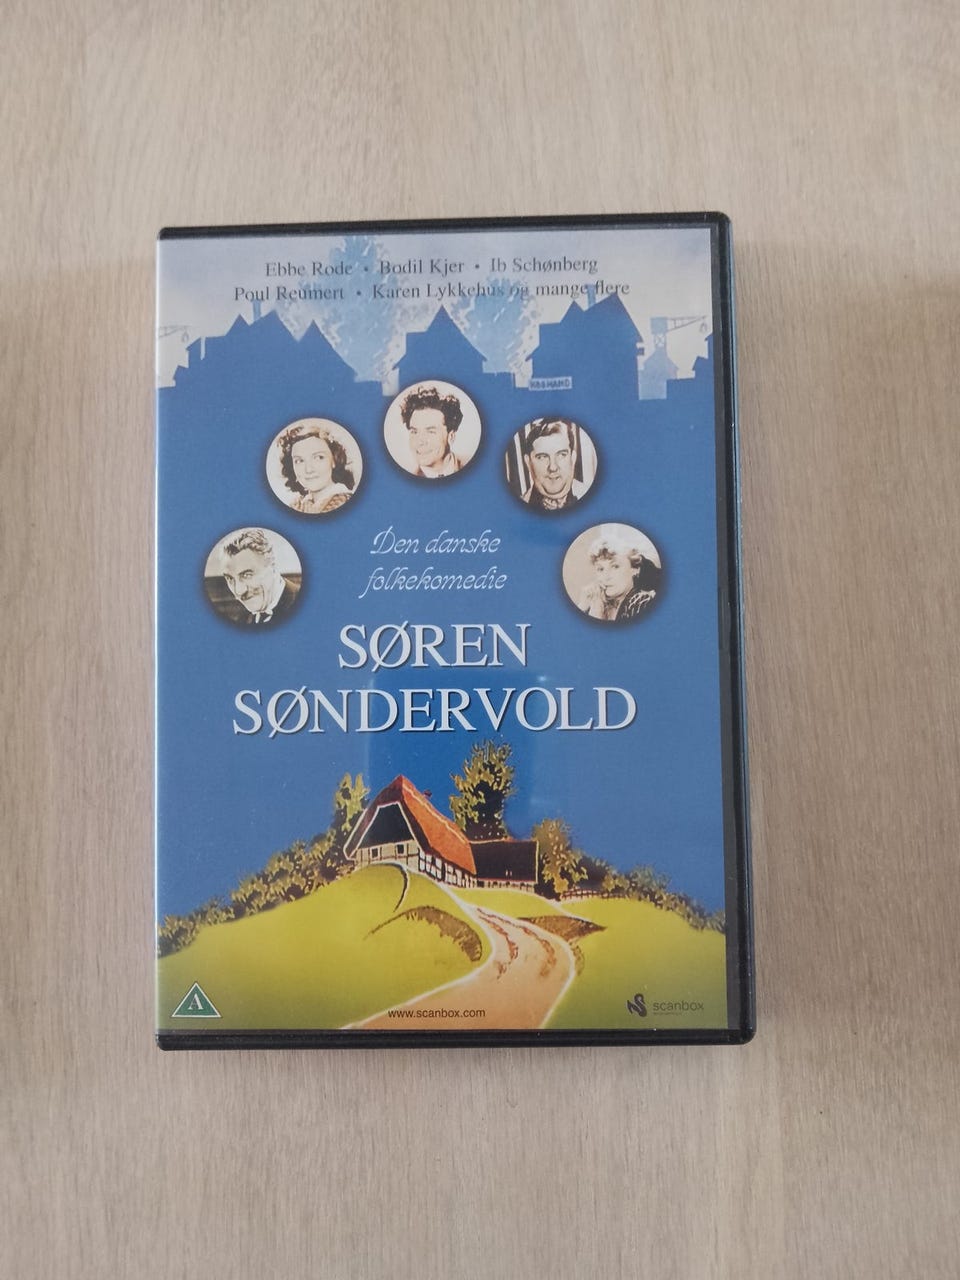 Ebbe Rode • Bodil Kjer • Ib Schønberg
Poul Reumert • Karen Lykkehus og mange flere
Den danske
folkekomedie
SØREN
SØNDERVOLD
A
www.scanbox.com
scanbox